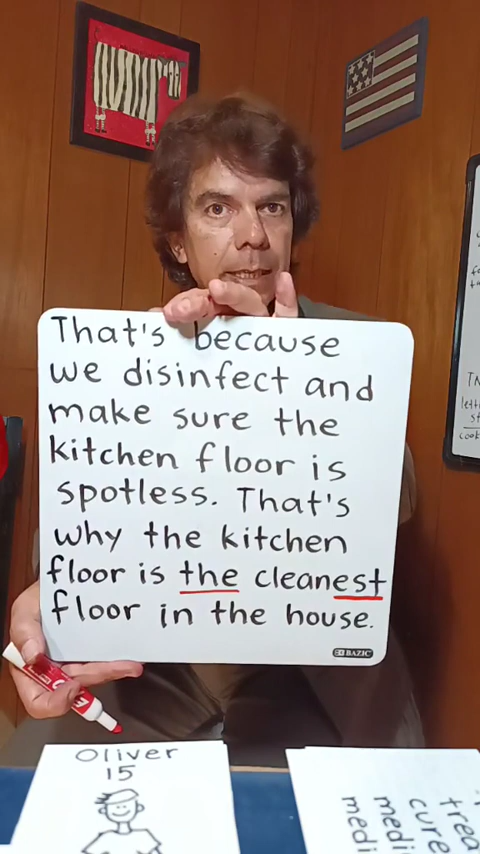 That's because
we disinfect and
make sure the
kitchen floor is
spotless. That's
why the kitchen
floor is the cleanest
floor in the house.
BAZIC
Oliver
15
cure
medi
medi